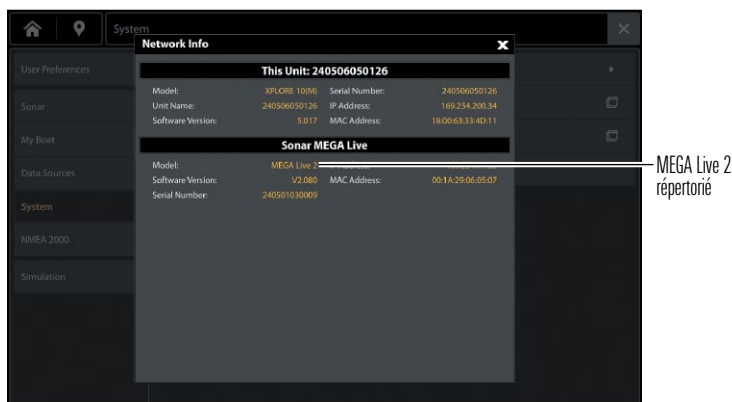 System
Network Info
This Unit: 240506050126
Model: XPLORE 10(M) Serial Number: 240506050126
Unit Name: 240506050126 IP Address: 169.254.200.34
Software Version: 5.017 MAC Address: 18:00:63:33:4D:11
Sonar MEGA Live
Model: MEGA Live 2
Software Version: V2.080 MAC Address: 00:1A:29:06:05:07
Serial Number: 240501030009
User Preferences
Sonar
My Boat
Data Sources
System
NMEA 2000
Simulation
MEGA Live 2
répertorié